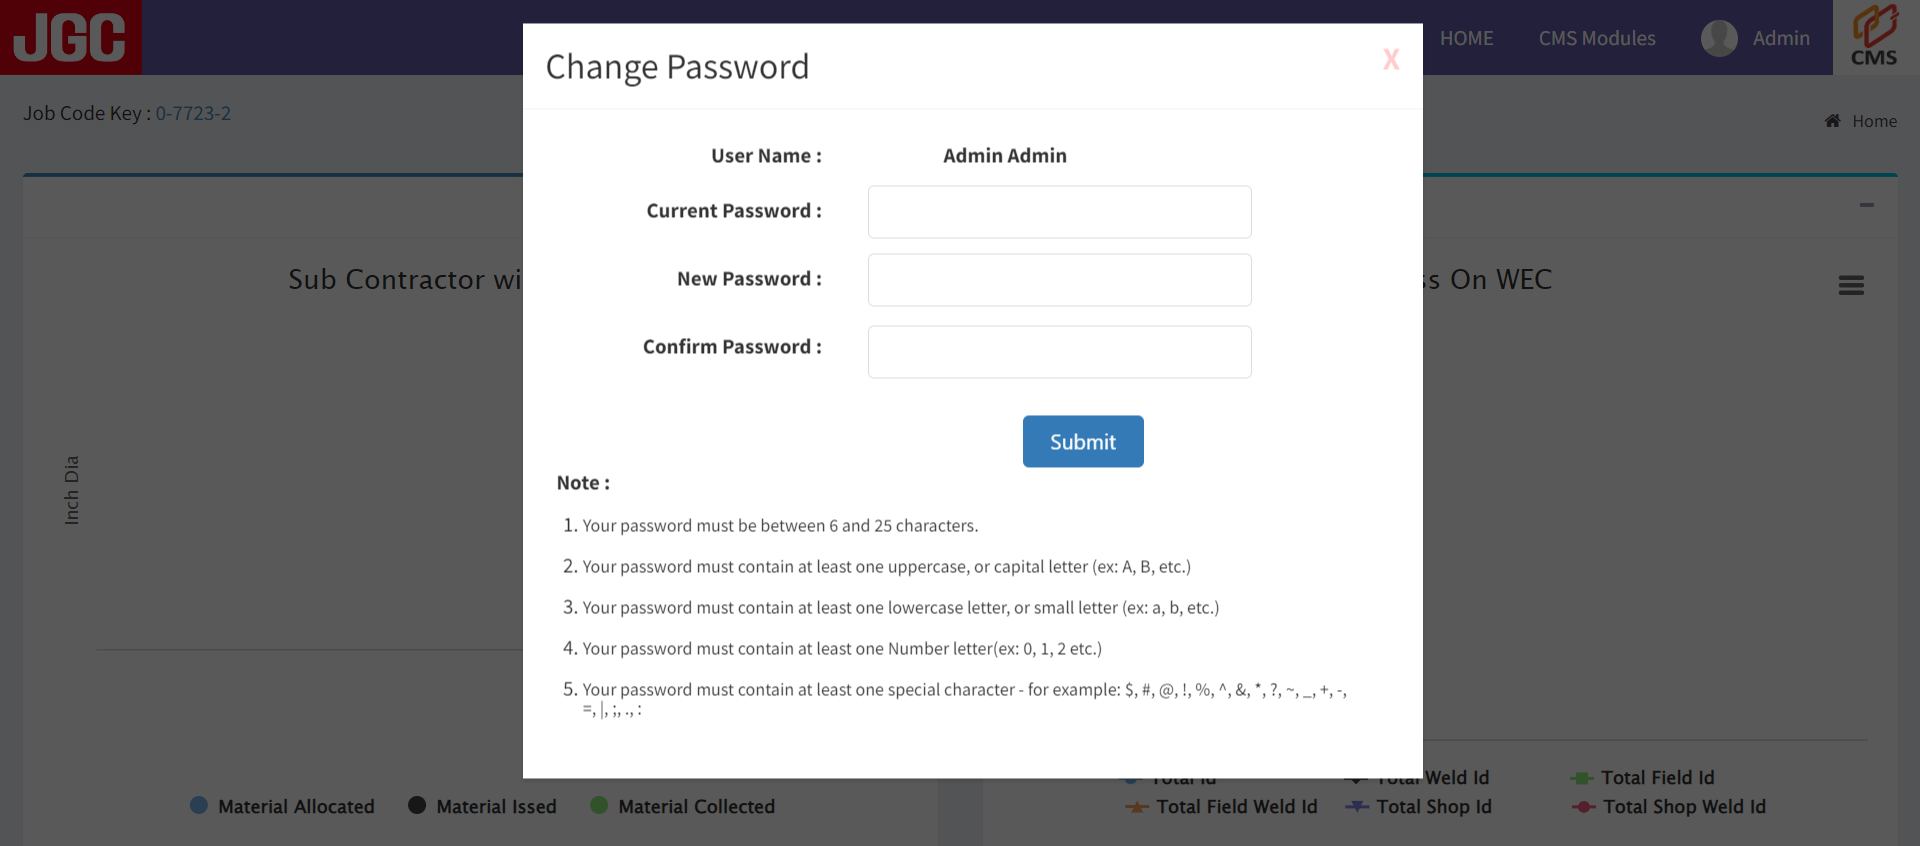 JGC
HOME
CMS Modules
Admin
CMS
Job Code Key : 0-7723-2
Home
Change Password
X
User Name :
Admin Admin
Current Password :
New Password :
Confirm Password :
Submit
Note :
1. Your password must be between 6 and 25 characters.
2. Your password must contain at least one uppercase, or capital letter (ex: A, B, etc.)
3. Your password must contain at least one lowercase letter, or small letter (ex: a, b, etc.)
4. Your password must contain at least one Number letter(ex: 0, 1, 2 etc.)
5. Your password must contain at least one special character - for example: $, #, @, !, %, ^, &, *, ?, ~, _, +, -,
=, |, ;, ., :
Sub Contractor wi
s On WEC
Inch Dia
Material Allocated
Material Issed
Material Collected
Total Id
Total Weld Id
Total Field Id
Total Field Weld Id
Total Shop Id
Total Shop Weld Id